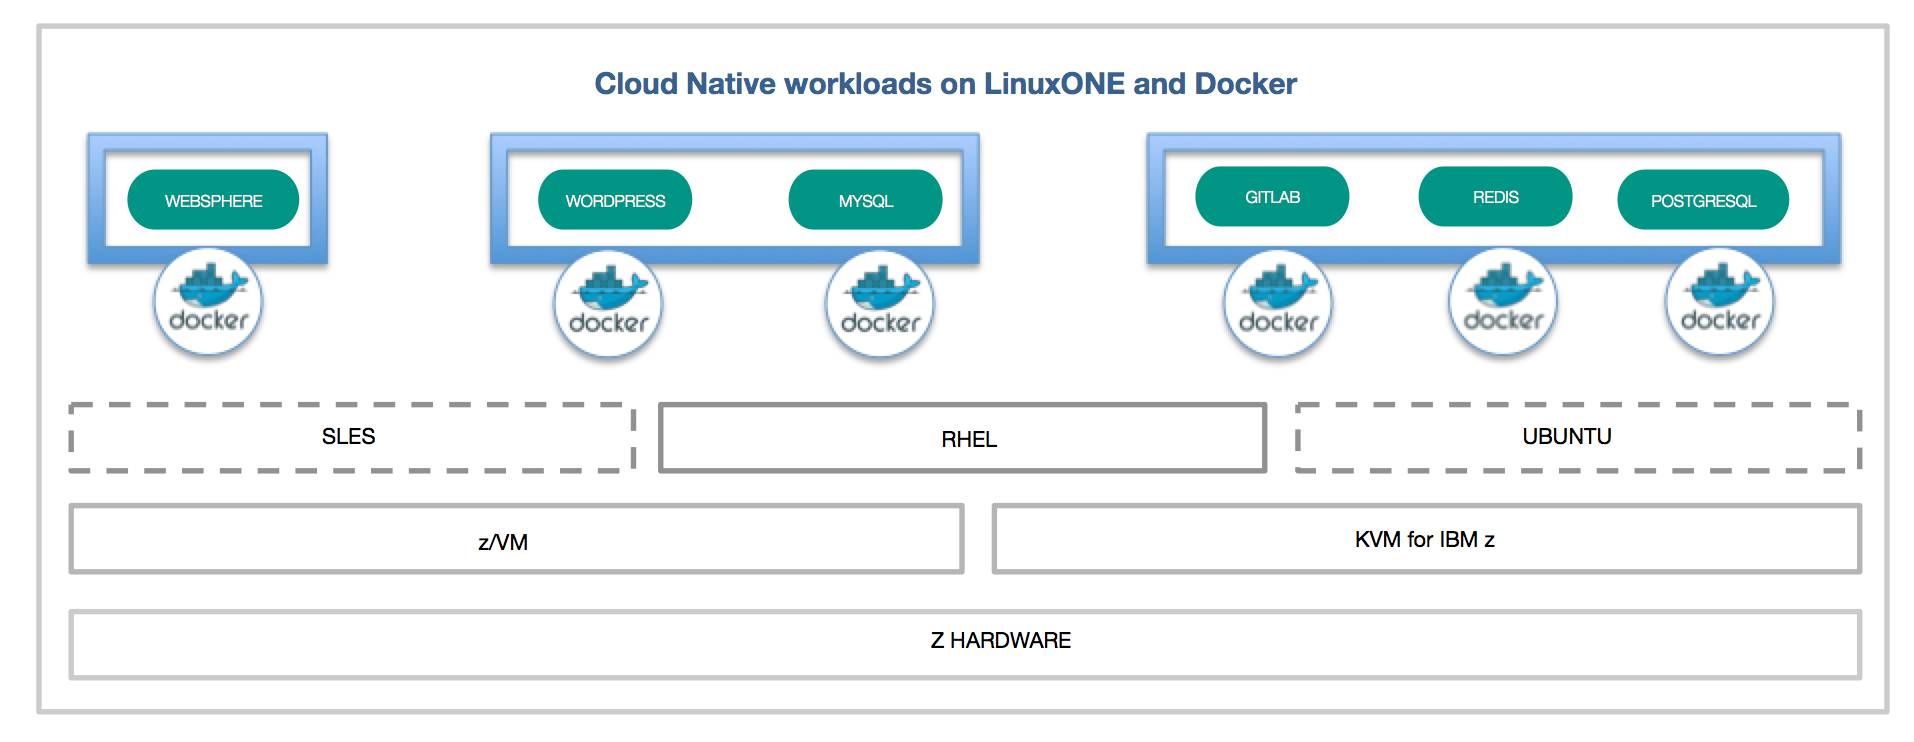 Cloud Native workloads on LinuxONE and Docker
WEBSPHERE
WORDPRESS
MYSQL
GITLAB
REDIS
POSTGRESQL
docker
docker
docker
docker
docker
docker
SLES
RHEL
UBUNTU
z/VM
KVM for IBM z
Z HARDWARE